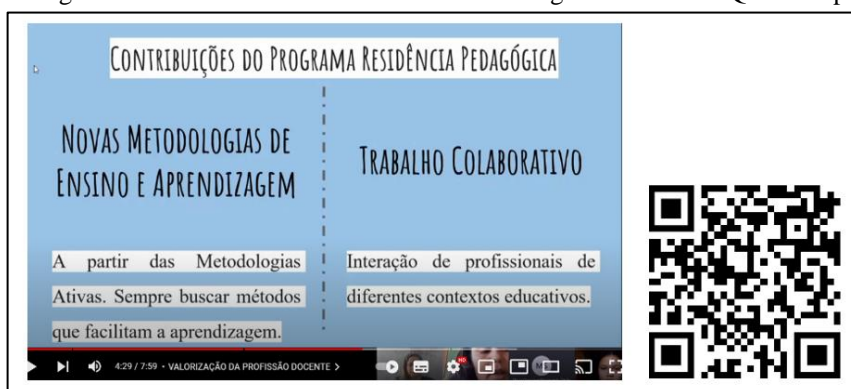 CONTRIBUIÇÕES DO PROGRAMA RESIDÊNCIA PEDAGÓGICA
NOVAS METODOLOGIAS DE
ENSINO E APRENDIZAGEM
A partir das Metodologias
Ativas. Sempre buscar métodos
que facilitam a aprendizagem.
TRABALHO COLABORATIVO
Interação de profissionais de
diferentes contextos educativos.
4:29 / 7:59 • VALORIZAÇÃO DA PROFISSÃO DOCENTE >
HD